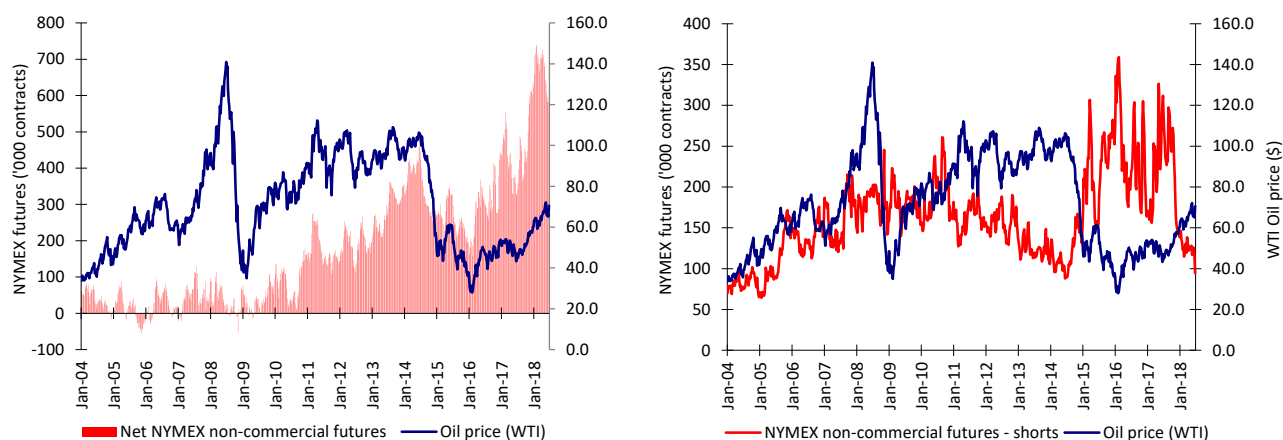 NYMEX futures ('000 contracts)
800
700
600
500
400
300
200
100
0
-100
160.0
140.0
120.0
100.0
80.0
60.0
40.0
20.0
0.0
Jan-04
Jan-05
Jan-06
Jan-07
Jan-08
Jan-09
Jan-10
Jan-11
Jan-12
Jan-13
Jan-14
Jan-15
Jan-16
Jan-17
Jan-18
Net NYMEX non-commercial futures
Oil price (WTI)
NYMEX futures ('000 contracts)
400
350
300
250
200
150
100
50
0
160.0
140.0
120.0
100.0
80.0
60.0
40.0
20.0
0.0
WTI Oil price ($)
Jan-04
Jan-05
Jan-06
Jan-07
Jan-08
Jan-09
Jan-10
Jan-11
Jan-12
Jan-13
Jan-14
Jan-15
Jan-16
Jan-17
Jan-18
NYMEX non-commercial futures - shorts
Oil price (WTI)